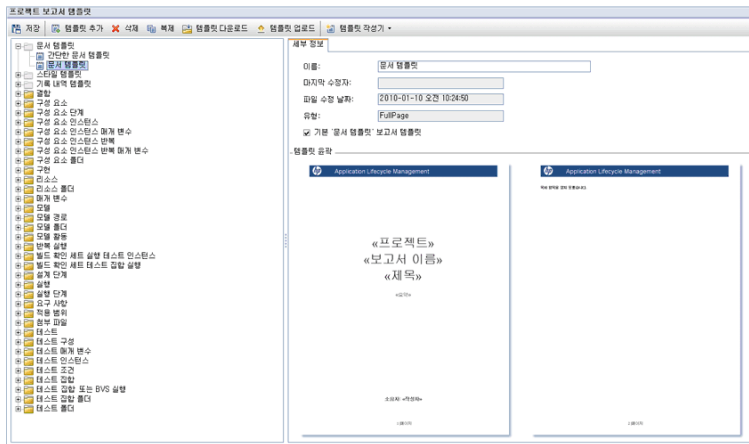 프로젝트 보고서 템플릿
저장 템플릿 추가 삭제 복제 템플릿 다운로드 템플릿 업로드 템플릿 작성기
문서 템플릿
간단한 문서 템플릿
문서 템플릿
스타일 템플릿
기록 내역 템플릿
결함
구성 요소
구성 요소 단계
구성 요소 인스턴스
구성 요소 인스턴스 매개 변수
구성 요소 인스턴스 반복
구성 요소 인스턴스 반복 매개 변수
구성 요소 폴더
구현
리소스
리소스 폴더
매개 변수
모델
모델 경로
모델 폴더
모델 활동
반복 실행
빌드 확인 세트 실행 테스트 인스턴스
빌드 확인 세트 테스트 집합 실행
설계 단계
실행
실행 단계
요구 사항
적용 범위
첨부 파일
테스트
테스트 구성
테스트 매개 변수
테스트 인스턴스
테스트 조건
테스트 집합
테스트 집합 또는 BVS 실행
테스트 집합 폴더
테스트 폴더
세부 정보
이름: 문서 템플릿
마지막 수정자:
파일 수정 날짜: 2010-01-10 오전 10:24:50
유형: FullPage
기본 '문서 템플릿' 보고서 템플릿
템플릿 윤곽
hp Application Lifecycle Management
«프로젝트»
«보고서 이름»
«제목»
«요약»
소유자: «작성자»
hp Application Lifecycle Management